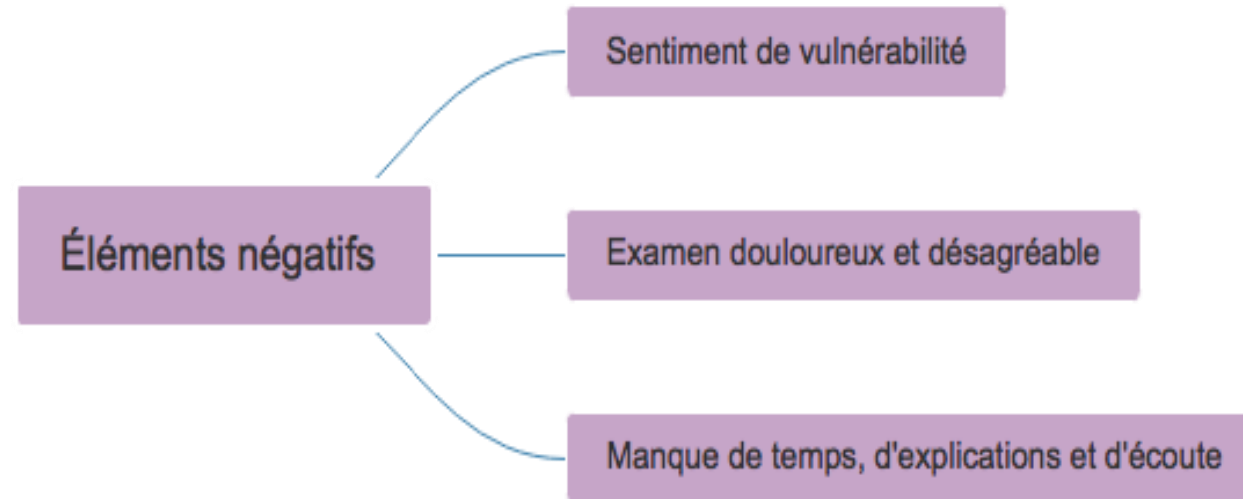 Sentiment de vulnérabilité
Éléments négatifs
Examen douloureux et désagréable
Manque de temps, d'explications et d'écoute